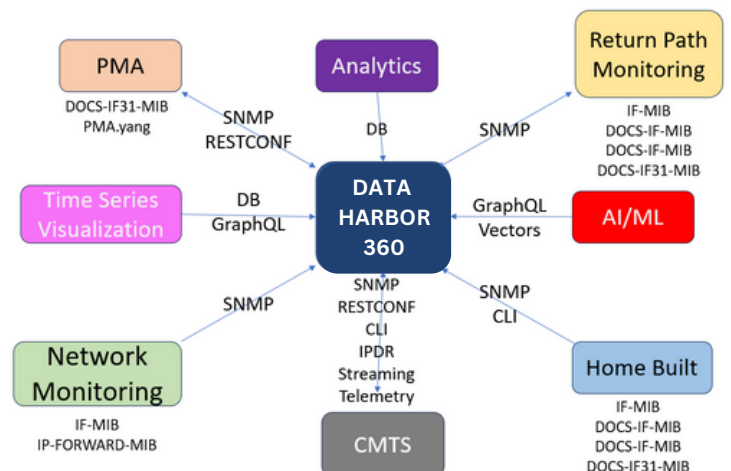 PMA
DOCS-IF31-MIB
PMA.yang
Analytics
Return Path
Monitoring
IF-MIB
DOCS-IF-MIB
DOCS-IF-MIB
DOCS-IF31-MIB
SNMP
RESTCONF
DB
SNMP
Time Series
Visualization
DB
GraphQL
DATA
HARBOR
360
GraphQL
Vectors
AI/ML
SNMP
SNMP
RESTCONF
CLI
IPDR
Streaming
Telemetry
SNMP
CLI
Network
Monitoring
IF-MIB
IP-FORWARD-MIB
CMTS
Home Built
IF-MIB
DOCS-IF-MIB
DOCS-IF-MIB
DOCS-IF31-MIB